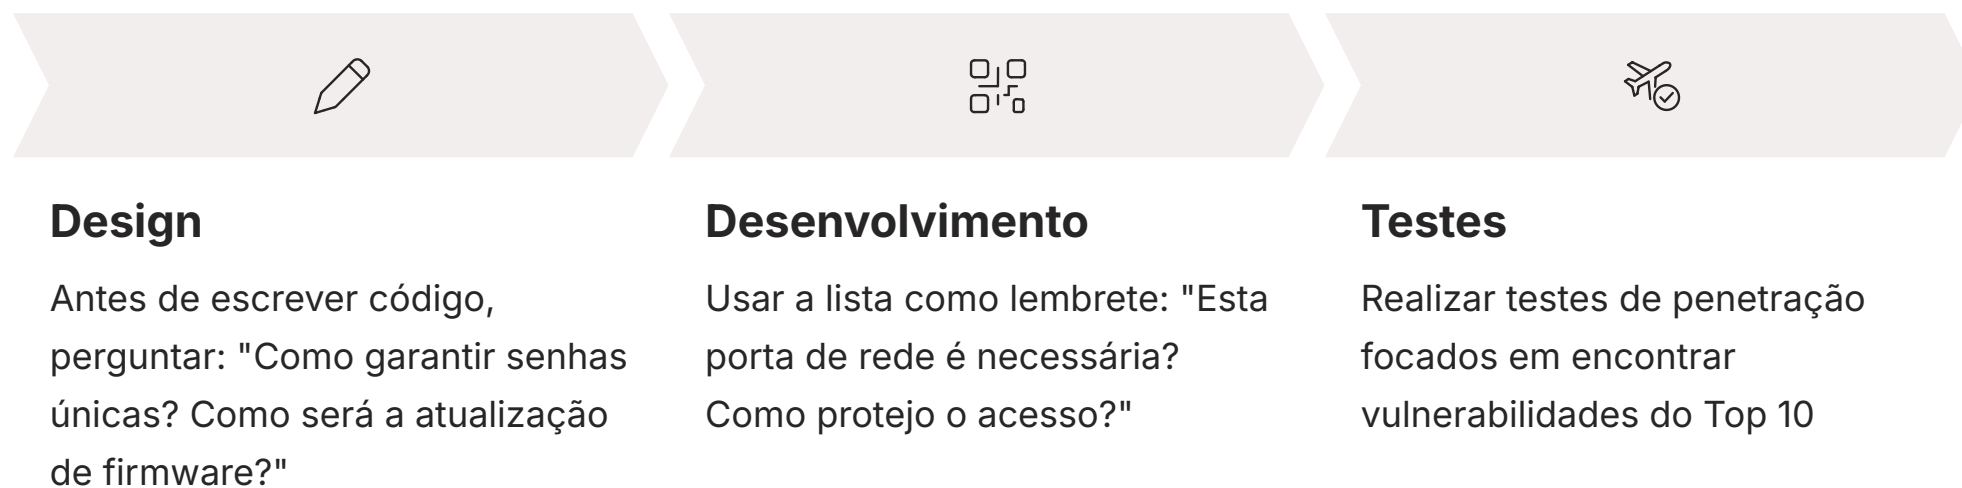 Design
Antes de escrever código,
perguntar: "Como garantir senhas
únicas? Como será a atualização
de firmware?"
Desenvolvimento
Usar a lista como lembrete: "Esta
porta de rede é necessária?
Como protejo o acesso?"
Testes
Realizar testes de penetração
focados em encontrar
vulnerabilidades do Top 10